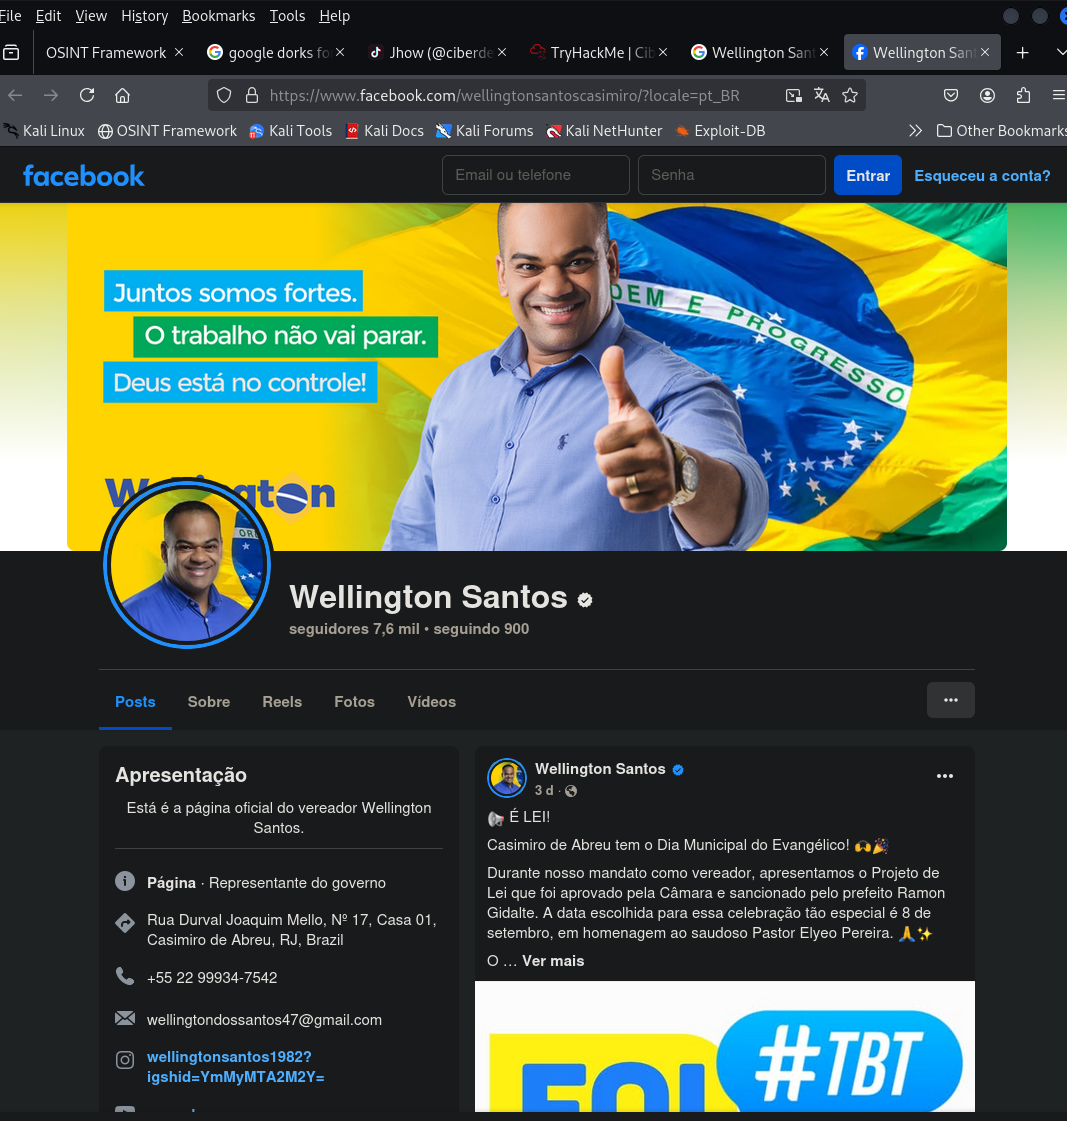 File Edit View History Bookmarks Tools Help
OSINT Framework
google dorks fo
Jhow (@ciberde
TryHackMe | Cib
Wellington Sant
Wellington Sant
https://www.facebook.com/wellingtonsantoscasimiro/?locale=pt_BR
Kali Linux OSINT Framework Kali Tools Kali Docs Kali Forums Kali NetHunter Exploit-DB Other Bookmarks
facebook
Email ou telefone Senha Entrar Esqueceu a conta?
DEM E PROGRESSO
Juntos somos fortes.
O trabalho não vai parar.
Deus está no controle!
Wellington Santos
seguidores 7,6 mil • seguindo 900
Posts Sobre Reels Fotos Vídeos
Apresentação
Está é a página oficial do vereador Wellington
Santos.
Página · Representante do governo
Rua Durval Joaquim Mello, Nº 17, Casa 01,
Casimiro de Abreu, RJ, Brazil
+55 22 99934-7542
wellingtondossantos47@gmail.com
wellingtonsantos1982?
igshid=YmMyMTA2M2Y=
Wellington Santos
3 d ·
📢 É LEI!
Casimiro de Abreu tem o Dia Municipal do Evangélico! 🙌🎉
Durante nosso mandato como vereador, apresentamos o Projeto de
Lei que foi aprovado pela Câmara e sancionado pelo prefeito Ramon
Gidalte. A data escolhida para essa celebração tão especial é 8 de
setembro, em homenagem ao saudoso Pastor Elyeo Pereira. 🙏✨
O … Ver mais
#TBT